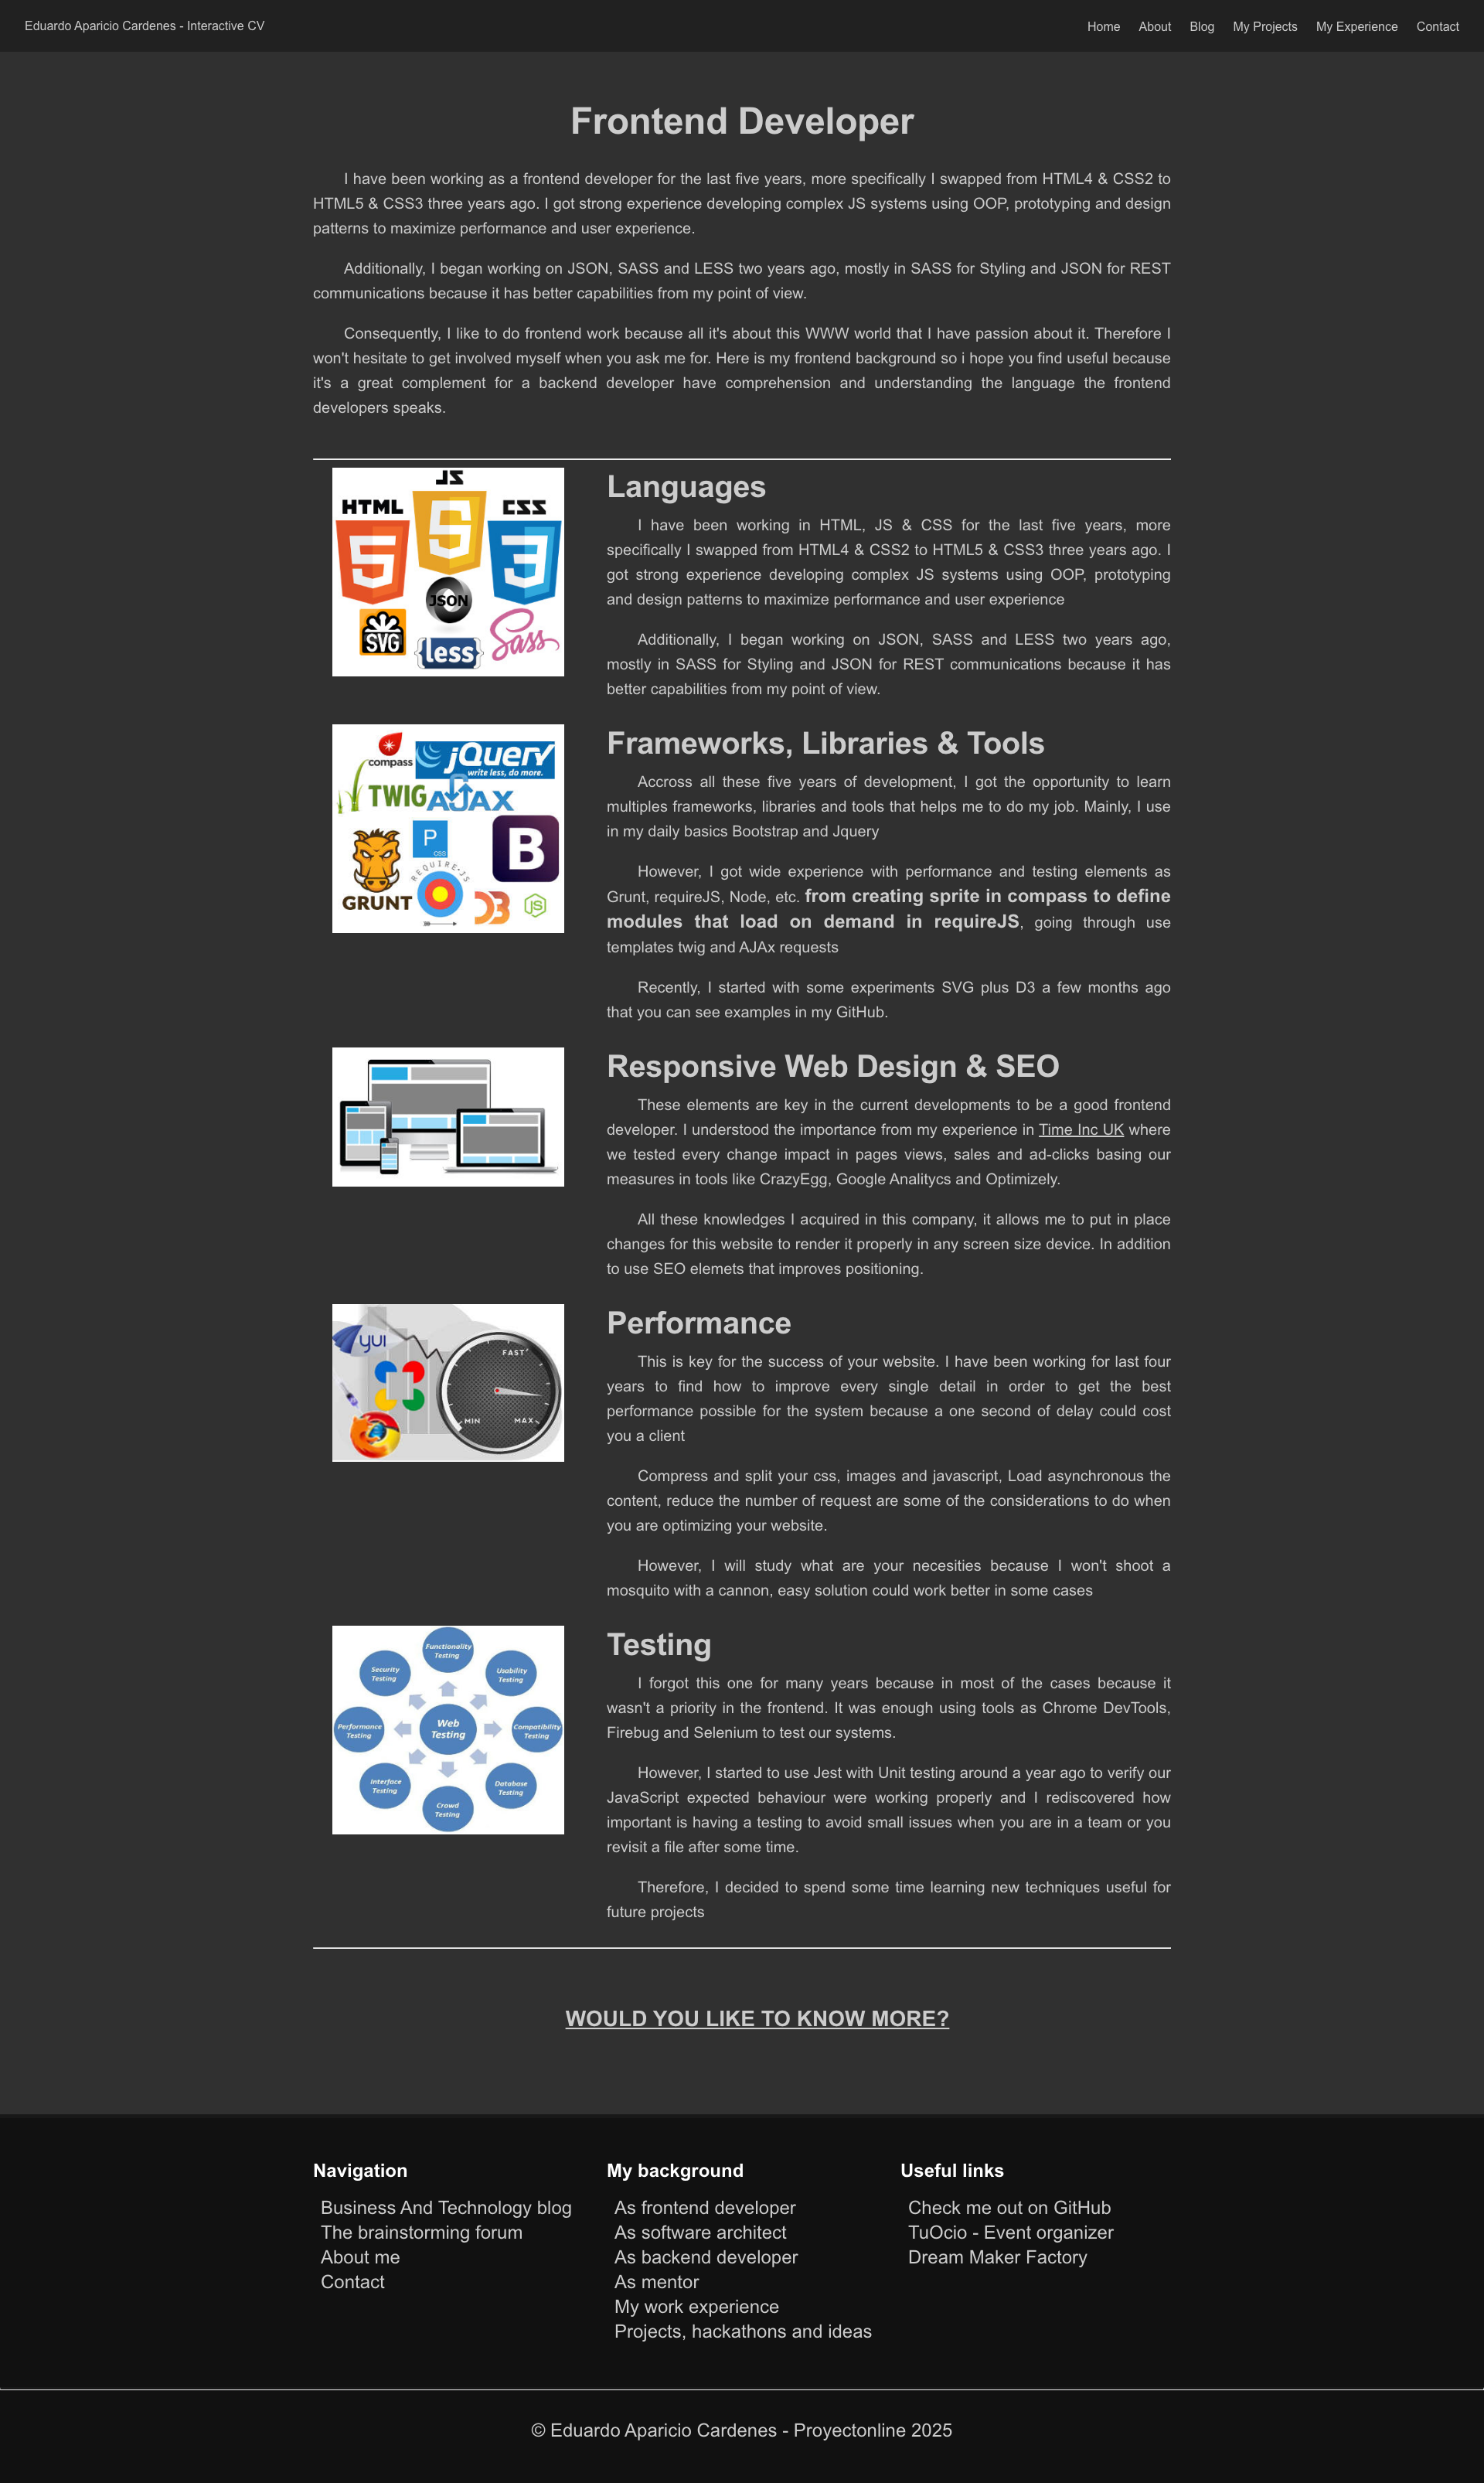 Eduardo Aparicio Cardenes - Interactive CV
Home About Blog My Projects My Experience Contact
Frontend Developer
I have been working as a frontend developer for the last five years, more specifically I swapped from HTML4 & CSS2 to
HTML5 & CSS3 three years ago. I got strong experience developing complex JS systems using OOP, prototyping and design
patterns to maximize performance and user experience.
Additionally, I began working on JSON, SASS and LESS two years ago, mostly in SASS for Styling and JSON for REST
communications because it has better capabilities from my point of view.
Consequently, I like to do frontend work because all it's about this WWW world that I have passion about it. Therefore I
won't hesitate to get involved myself when you ask me for. Here is my frontend background so i hope you find useful because
it's a great complement for a backend developer have comprehension and understanding the language the frontend
developers speaks.
JS
HTML
CSS
5
5
3
JSON
SVG
{less}
Sass
Languages
I have been working in HTML, JS & CSS for the last five years, more
specifically I swapped from HTML4 & CSS2 to HTML5 & CSS3 three years ago. I
got strong experience developing complex JS systems using OOP, prototyping
and design patterns to maximize performance and user experience
Additionally, I began working on JSON, SASS and LESS two years ago,
mostly in SASS for Styling and JSON for REST communications because it has
better capabilities from my point of view.
compass
jQuery
write less, do more.
TWIG
AJAX
P
CSS
B
REQUIRE•JS
GRUNT
D3
JS
Frameworks, Libraries & Tools
Accross all these five years of development, I got the opportunity to learn
multiples frameworks, libraries and tools that helps me to do my job. Mainly, I use
in my daily basics Bootstrap and Jquery
However, I got wide experience with performance and testing elements as
Grunt, requireJS, Node, etc. from creating sprite in compass to define
modules that load on demand in requireJS, going through use
templates twig and AJAx requests
Recently, I started with some experiments SVG plus D3 a few months ago
that you can see examples in my GitHub.
Responsive Web Design & SEO
These elements are key in the current developments to be a good frontend
developer. I understood the importance from my experience in Time Inc UK where
we tested every change impact in pages views, sales and ad-clicks basing our
measures in tools like CrazyEgg, Google Analitycs and Optimizely.
All these knowledges I acquired in this company, it allows me to put in place
changes for this website to render it properly in any screen size device. In addition
to use SEO elemets that improves positioning.
YUI
FAST
MIN
MAX
Performance
This is key for the success of your website. I have been working for last four
years to find how to improve every single detail in order to get the best
performance possible for the system because a one second of delay could cost
you a client
Compress and split your css, images and javascript, Load asynchronous the
content, reduce the number of request are some of the considerations to do when
you are optimizing your website.
However, I will study what are your necesities because I won't shoot a
mosquito with a cannon, easy solution could work better in some cases
Functionality
Testing
Security
Testing
Usability
Testing
Performance
Testing
Web
Testing
Compatibility
Testing
Interface
Testing
Database
Testing
Crowd
Testing
Testing
I forgot this one for many years because in most of the cases because it
wasn't a priority in the frontend. It was enough using tools as Chrome DevTools,
Firebug and Selenium to test our systems.
However, I started to use Jest with Unit testing around a year ago to verify our
JavaScript expected behaviour were working properly and I rediscovered how
important is having a testing to avoid small issues when you are in a team or you
revisit a file after some time.
Therefore, I decided to spend some time learning new techniques useful for
future projects
WOULD YOU LIKE TO KNOW MORE?
Navigation
Business And Technology blog
The brainstorming forum
About me
Contact
My background
As frontend developer
As software architect
As backend developer
As mentor
My work experience
Projects, hackathons and ideas
Useful links
Check me out on GitHub
TuOcio - Event organizer
Dream Maker Factory
© Eduardo Aparicio Cardenes - Proyectonline 2025